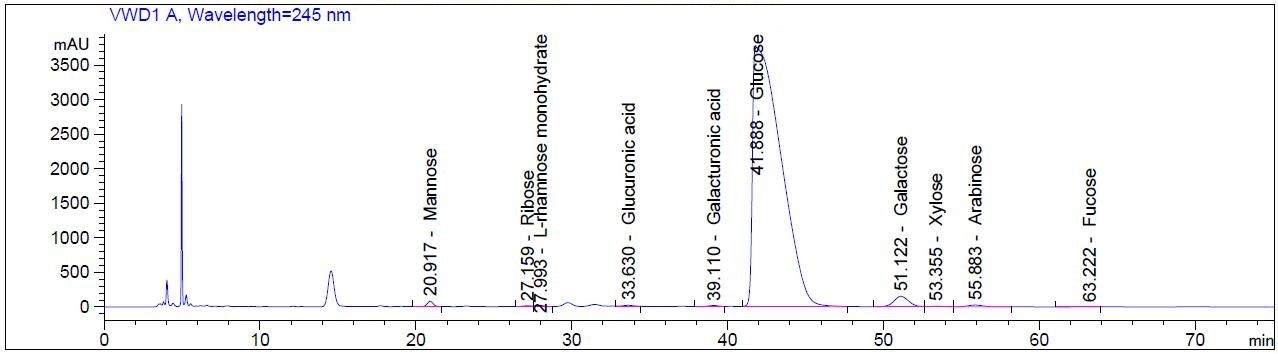 VWD1 A, Wavelength=245 nm
mAU
3500
3000
2500
2000
1500
1000
500
0
20.917 - Mannose
27.159 - Ribose
27.993 - L-rhamnose monohydrate
33.630 - Glucuronic acid
39.110 - Galacturonic acid
41.888 - Glucose
51.122 - Galactose
53.355 - Xylose
55.883 - Arabinose
63.222 - Fucose
0 10 20 30 40 50 60 70 min